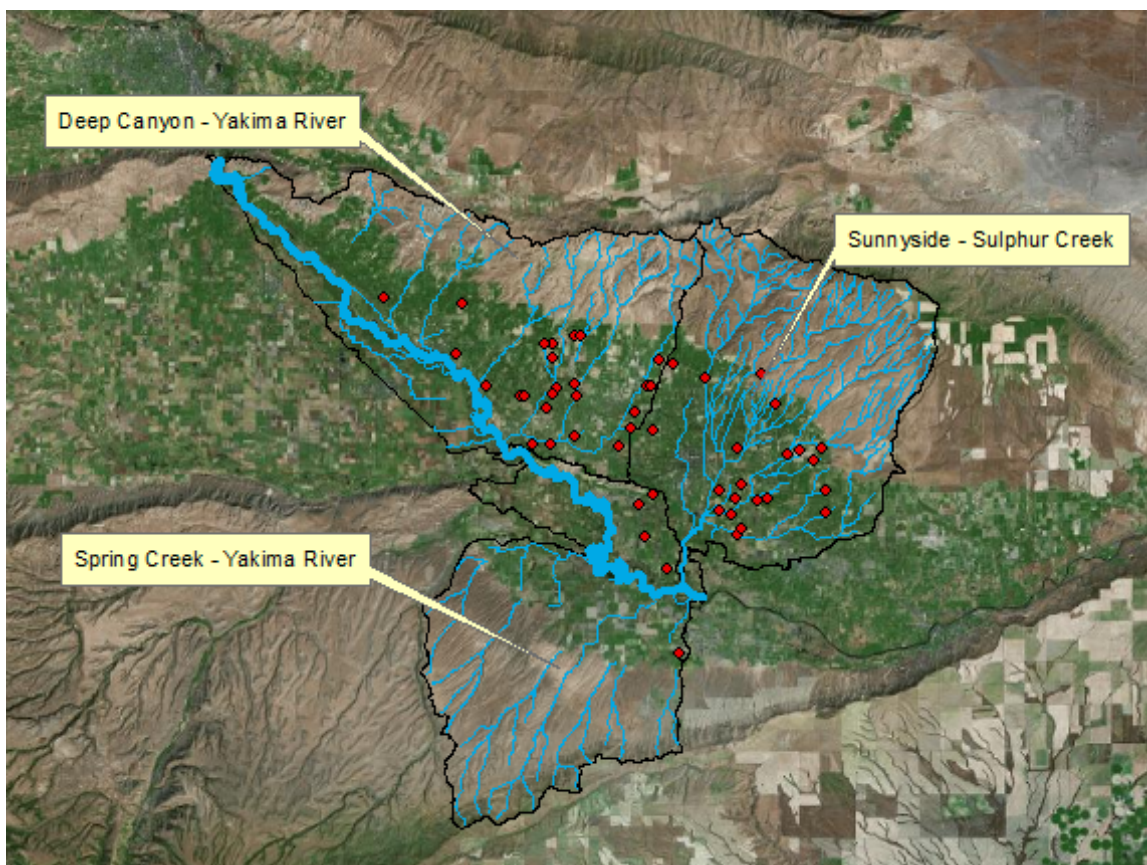 Deep Canyon - Yakima River
Sunnyside - Sulphur Creek
Spring Creek - Yakima River